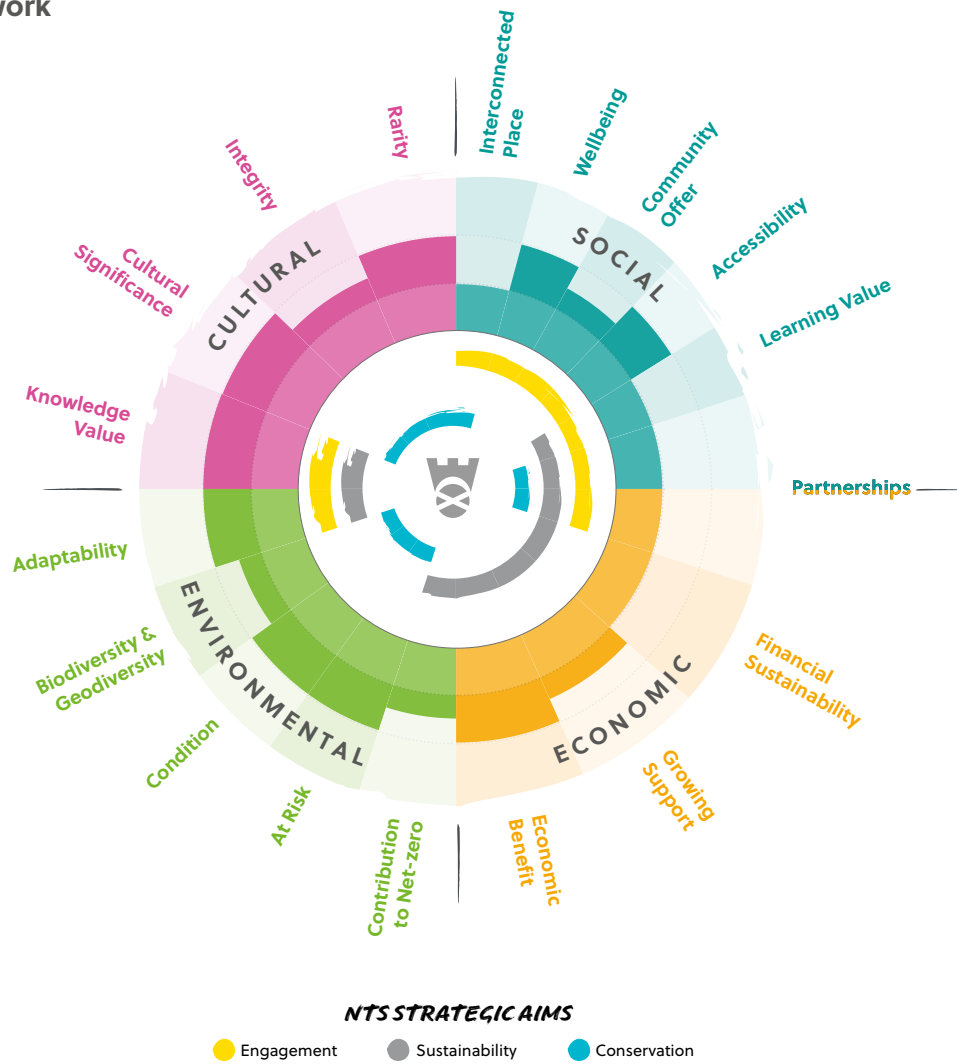 work
Interconnected
Place
Wellbeing
Community
Offer
Accessibility
Learning Value
Partnerships
Financial
Sustainability
Growing
Support
Economic
Benefit
Contribution
to Net-zero
At Risk
Condition
Biodiversity &
Geodiversity
Adaptability
Knowledge
Value
Cultural
Significance
Integrity
Rarity
CULTURAL
SOCIAL
ENVIRONMENTAL
ECONOMIC
NTS STRATEGIC AIMS
Engagement
Sustainability
Conservation